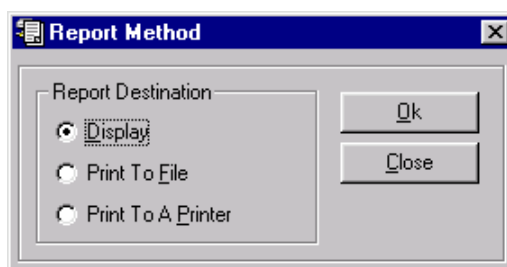 Report Method
Report Destination
Display
Print To File
Print To A Printer
Ok
Close